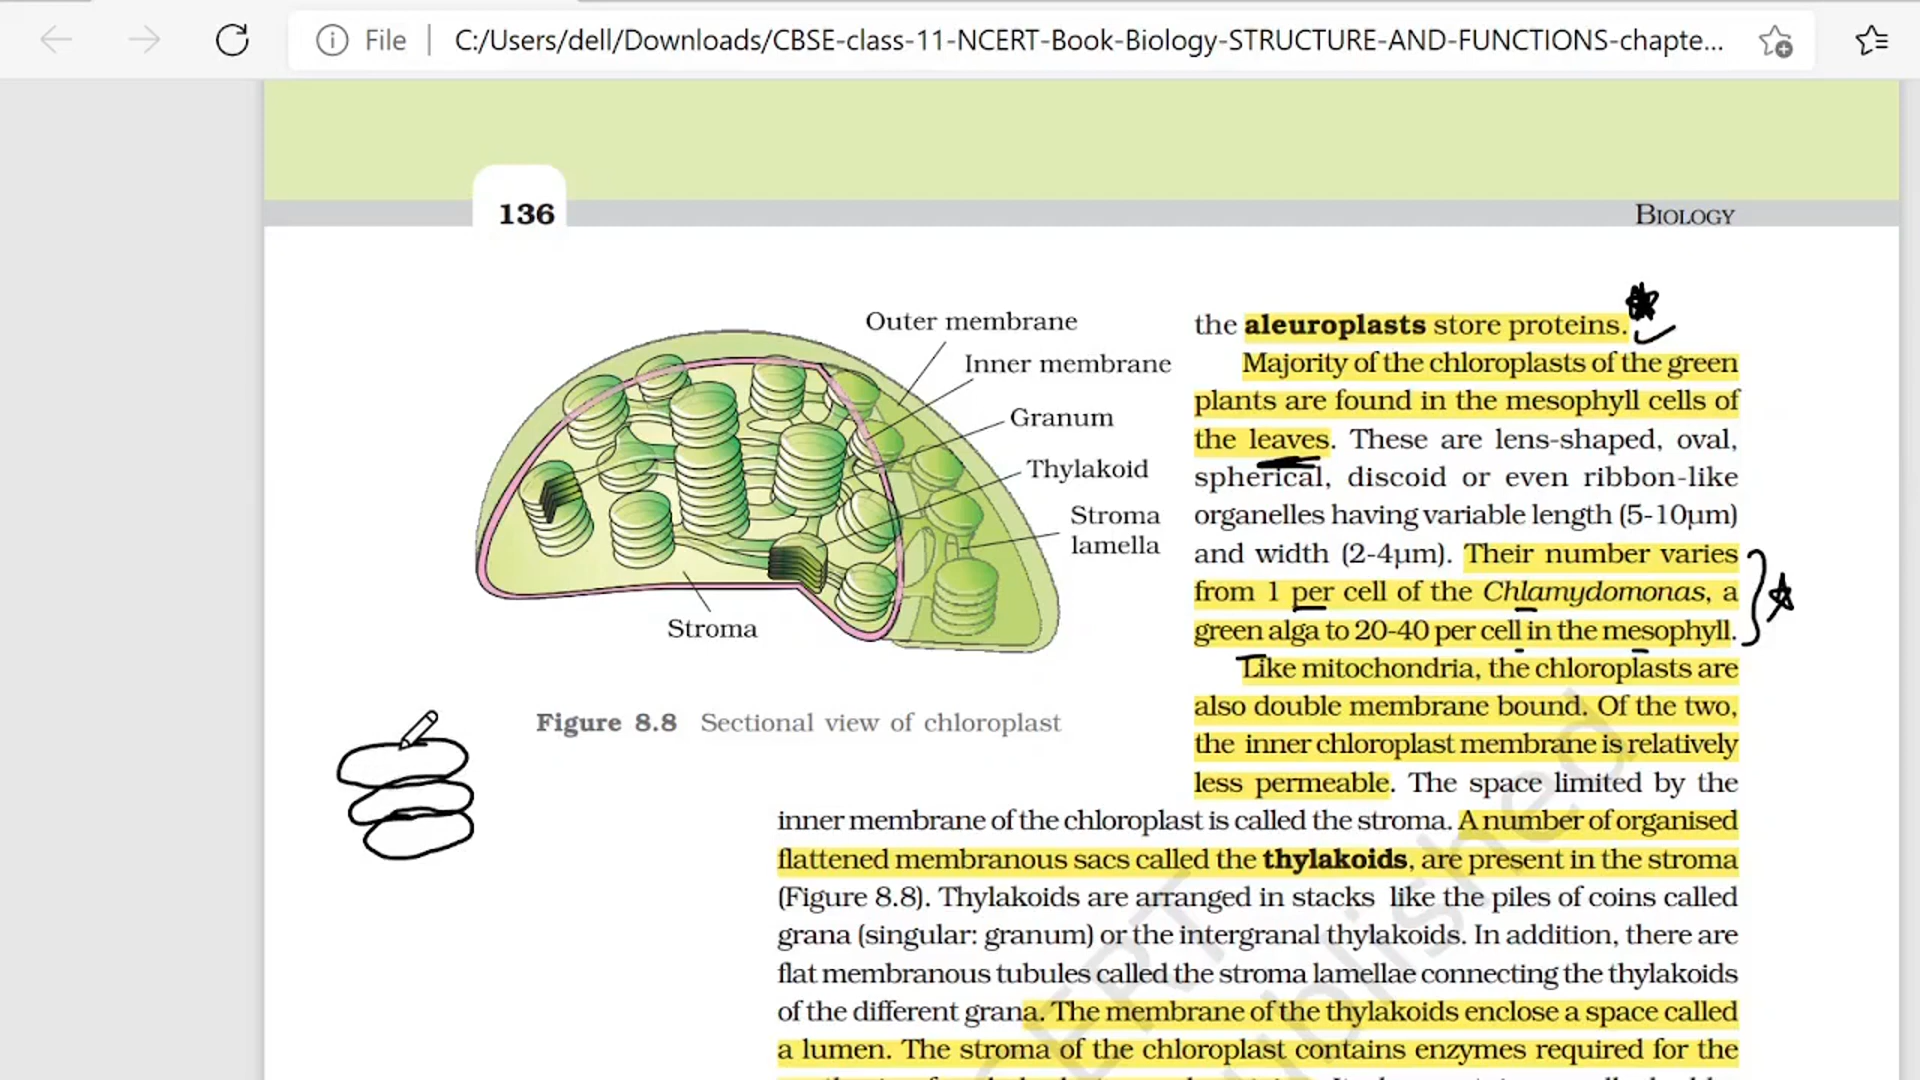 File
C:/Users/dell/Downloads/CBSE-class-11-NCERT-Book-Biology-STRUCTURE-AND-FUNCTIONS-chapte...
136
BIOLOGY
Outer membrane
Inner membrane
Granum
Thylakoid
Stroma
lamella
Stroma
Figure 8.8 Sectional view of chloroplast
the aleuroplasts store proteins.
Majority of the chloroplasts of the green
plants are found in the mesophyll cells of
the leaves. These are lens-shaped, oval,
spherical, discoid or even ribbon-like
organelles having variable length (5-10µm)
and width (2-4µm). Their number varies
from 1 per cell of the Chlamydomonas, a
green alga to 20-40 per cell in the mesophyll.
Like mitochondria, the chloroplasts are
also double membrane bound. Of the two,
the inner chloroplast membrane is relatively
less permeable. The space limited by the
inner membrane of the chloroplast is called the stroma. A number of organised
flattened membranous sacs called the thylakoids, are present in the stroma
(Figure 8.8). Thylakoids are arranged in stacks like the piles of coins called
grana (singular: granum) or the intergranal thylakoids. In addition, there are
flat membranous tubules called the stroma lamellae connecting the thylakoids
of the different grana. The membrane of the thylakoids enclose a space called
a lumen. The stroma of the chloroplast contains enzymes required for the